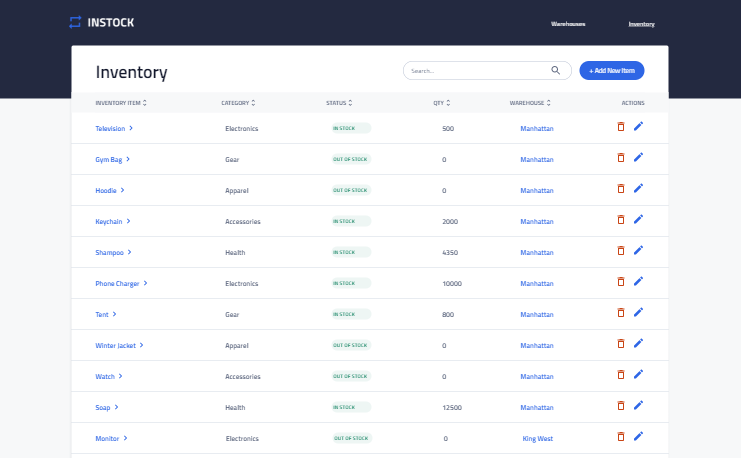 INSTOCK Warehouses Inventory
Inventory Search... + Add New Item
INVENTORY ITEM CATEGORY STATUS QTY WAREHOUSE ACTIONS
Television Electronics IN STOCK 500 Manhattan
Gym Bag Gear OUT OF STOCK 0 Manhattan
Hoodie Apparel OUT OF STOCK 0 Manhattan
Keychain Accessories IN STOCK 2000 Manhattan
Shampoo Health IN STOCK 4350 Manhattan
Phone Charger Electronics IN STOCK 10000 Manhattan
Tent Gear IN STOCK 800 Manhattan
Winter Jacket Apparel OUT OF STOCK 0 Manhattan
Watch Accessories OUT OF STOCK 0 Manhattan
Soap Health IN STOCK 12500 Manhattan
Monitor Electronics OUT OF STOCK 0 King West